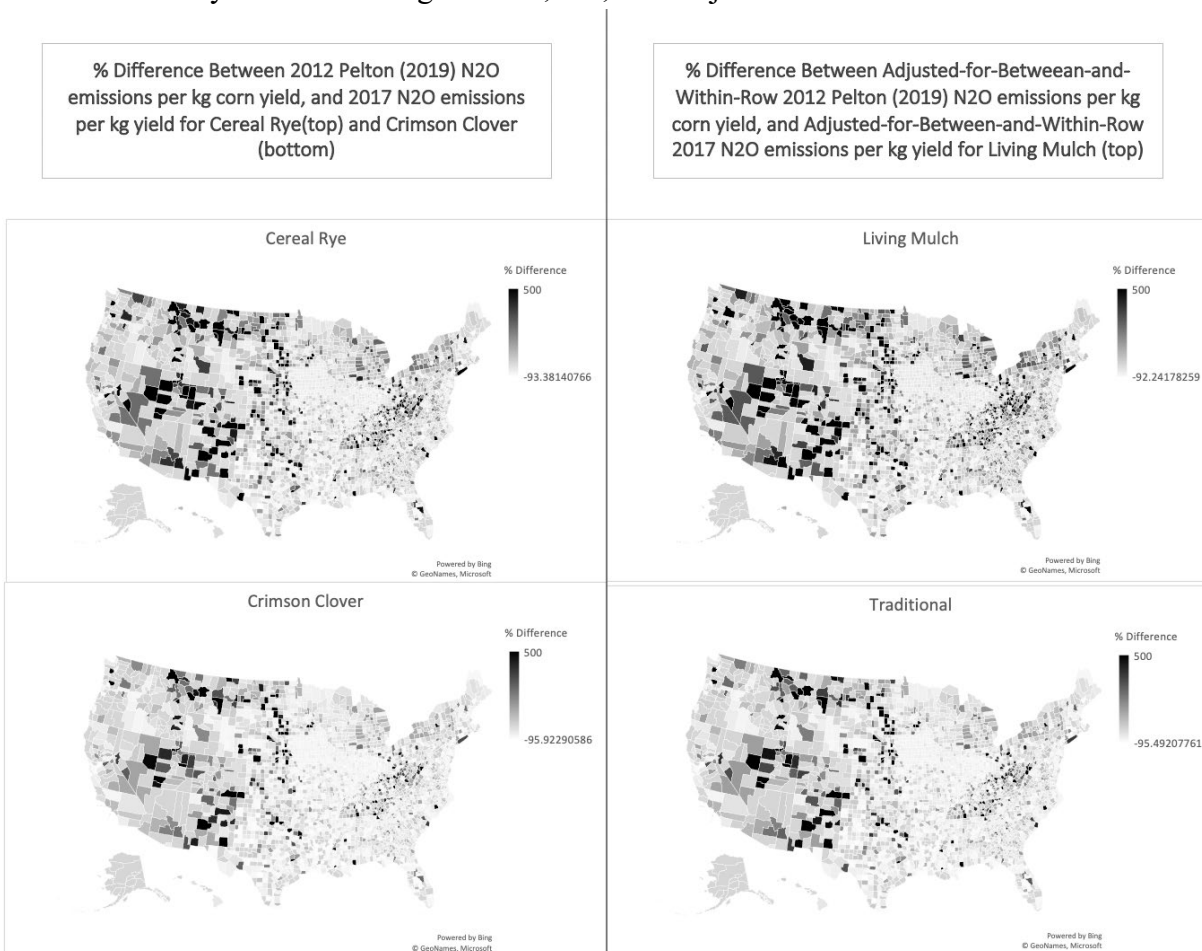 % Difference Between 2012 Pelton (2019) N2O
emissions per kg corn yield, and 2017 N2O emissions
per kg yield for Cereal Rye(top) and Crimson Clover
(bottom)
% Difference Between Adjusted-for-Betweean-and-
Within-Row 2012 Pelton (2019) N2O emissions per kg
corn yield, and Adjusted-for-Between-and-Within-Row
2017 N2O emissions per kg yield for Living Mulch (top)
Cereal Rye
% Difference
500
-93.38140766
Powered by Bing
© GeoNames, Microsoft
Living Mulch
% Difference
500
-92.24178259
Powered by Bing
© GeoNames, Microsoft
Crimson Clover
% Difference
500
-95.92290586
Powered by Bing
© GeoNames, Microsoft
Traditional
% Difference
500
-95.49207761
Powered by Bing
© GeoNames, Microsoft